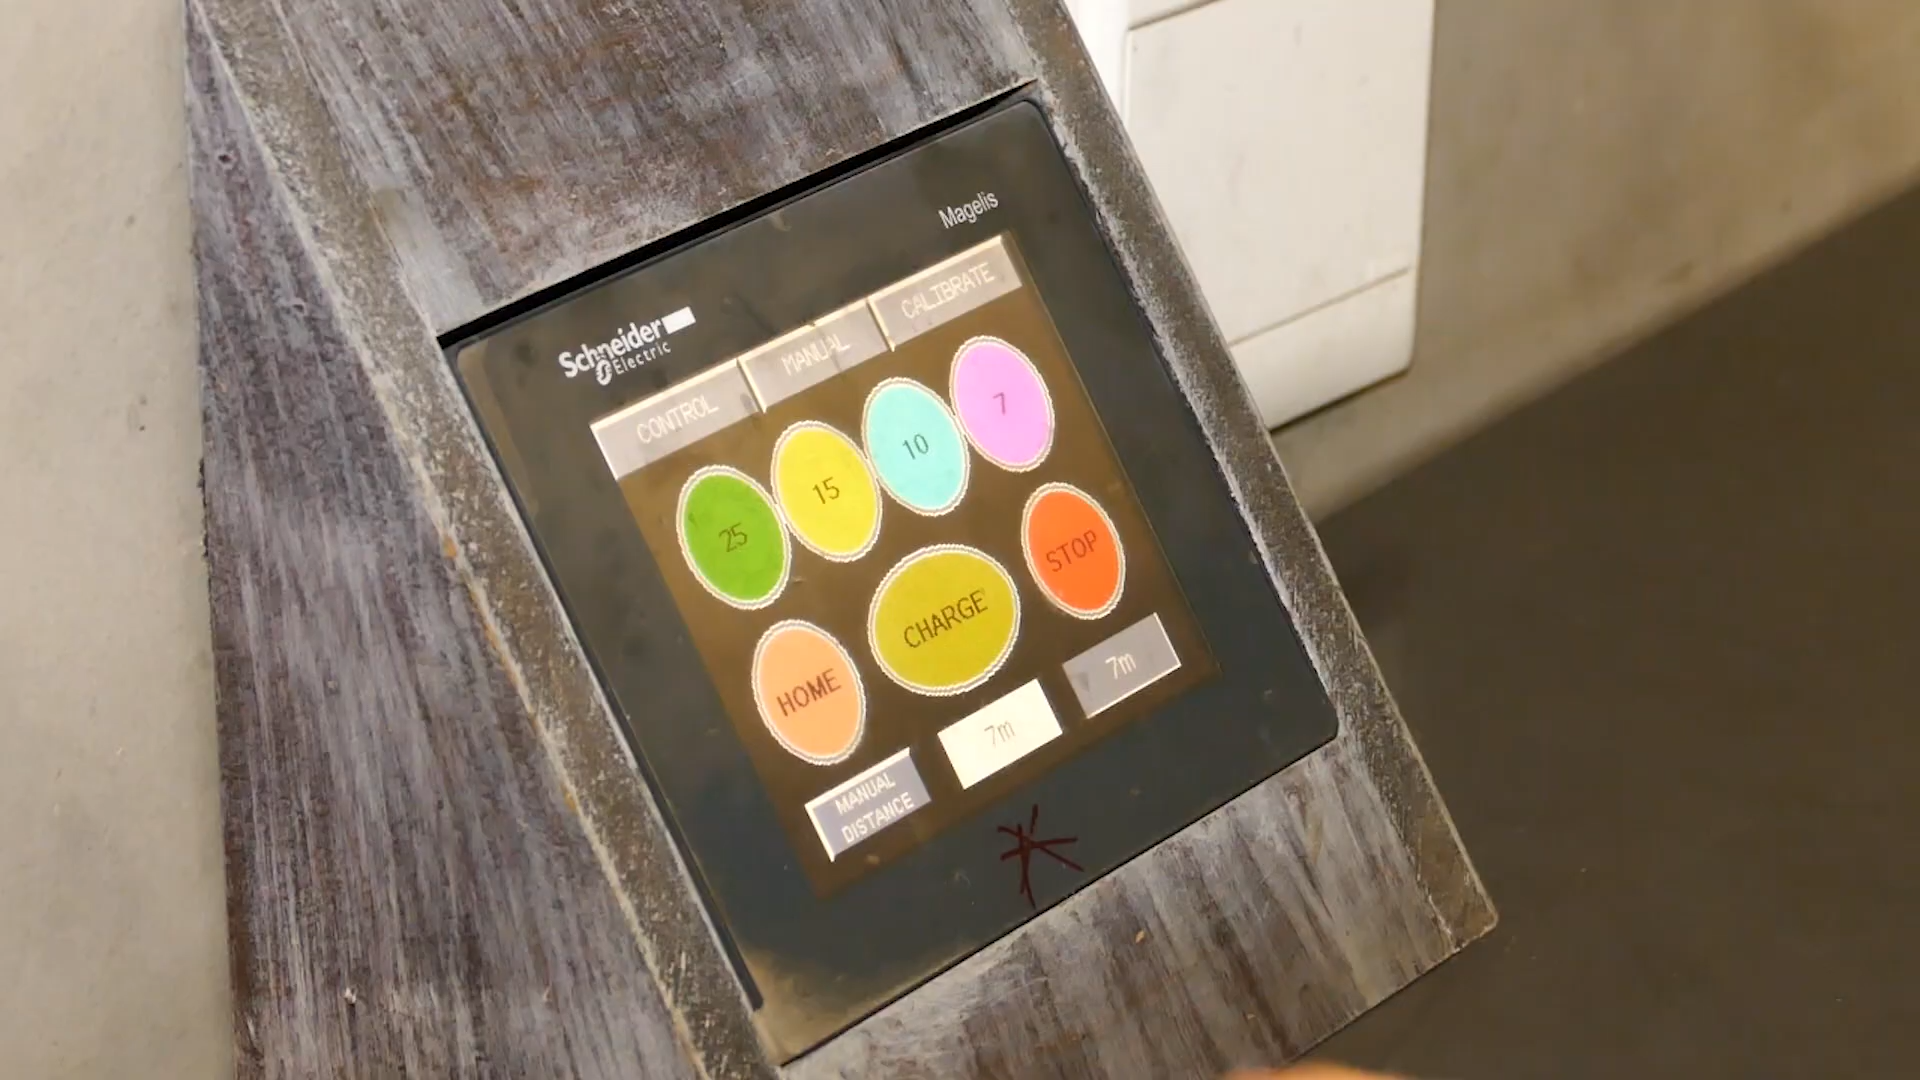 Magelis
Schneider
Electric
CONTROL
MANUAL
CALIBRATE
25
15
10
7
HOME
CHARGE
STOP
MANUAL
DISTANCE
7m
7m